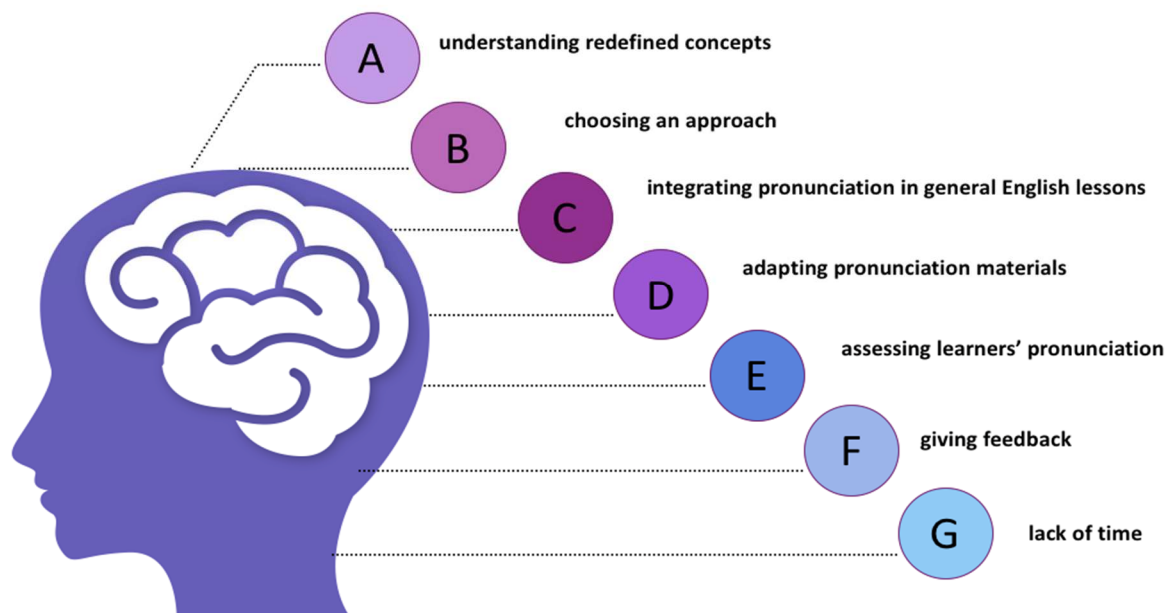 A
understanding redefined concepts
B
choosing an approach
C
integrating pronunciation in general English lessons
D
adapting pronunciation materials
E
assessing learners’ pronunciation
F
giving feedback
G
lack of time